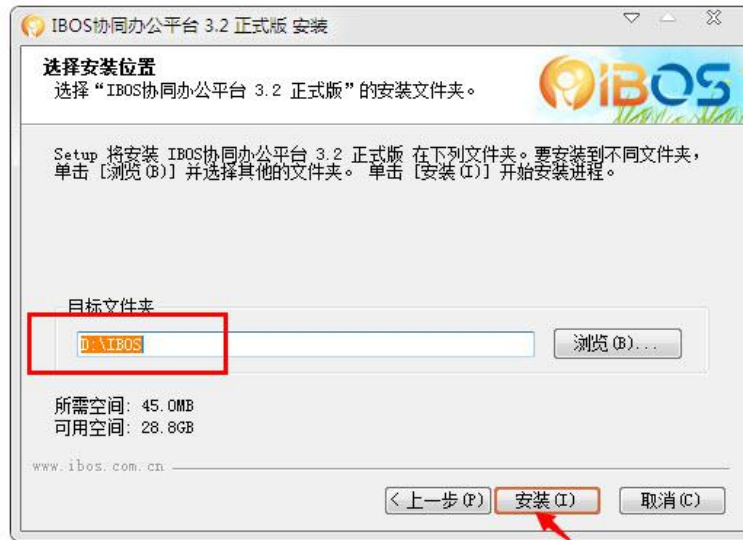 IBOS协同办公平台 3.2 正式版 安装
选择安装位置
选择“IBOS协同办公平台 3.2 正式版”的安装文件夹。
iBOS
Setup 将安装 IBOS协同办公平台 3.2 正式版 在下列文件夹。要安装到不同文件夹，
单击 [浏览(B)] 并选择其他的文件夹。 单击 [安装(I)] 开始安装进程。
目标文件夹
D:\IBOS
浏览(B)...
所需空间: 45.0MB
可用空间: 28.8GB
www.ibos.com.cn
<上一步(P)
安装(I)
取消(C)